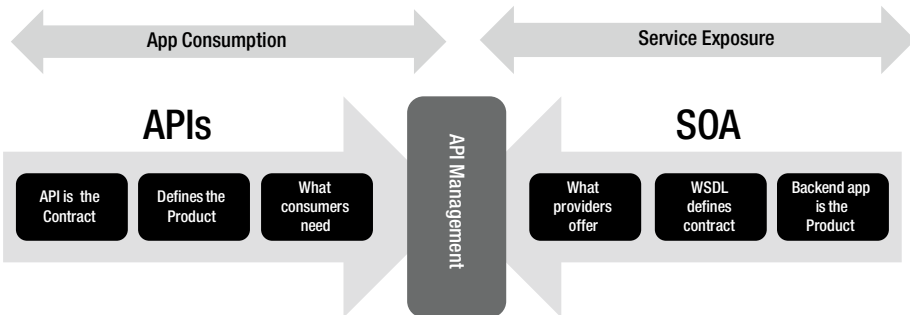 App Consumption
Service Exposure
APIs
SOA
API is the
Contract
Defines the
Product
What
consumers
need
API Management
What
providers
offer
WSDL
defines
contract
Backend app
is the
Product